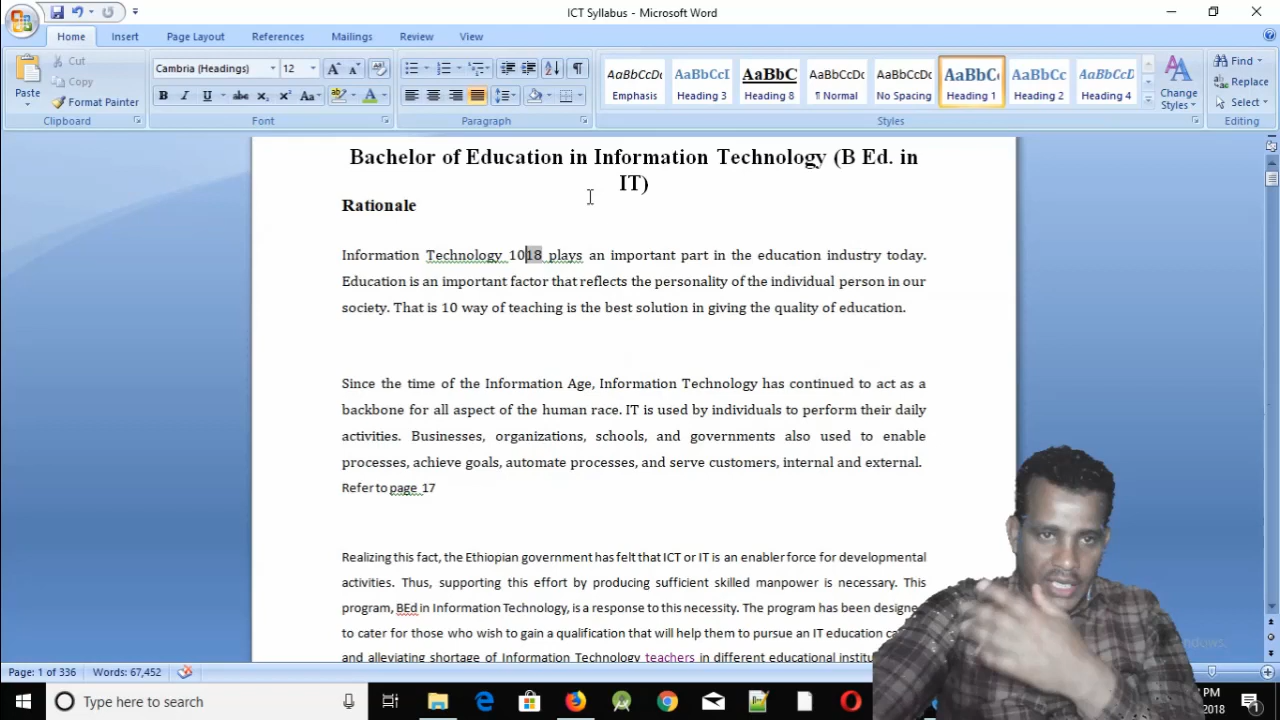 ICT Syllabus - Microsoft Word
Home Insert Page Layout References Mailings Review View
Paste
Cut
Copy
Format Painter
Clipboard
Cambria (Headings) 12
Font
Paragraph
AaBbCcDc AaBbCcI AaBbC AaBbCcDc AaBbCcDc AaBbC AaBbCc AaBbCcD
Emphasis Heading 3 Heading 8 ¶ Normal No Spacing Heading 1 Heading 2 Heading 4
Change Styles
Styles
Find
Replace
Select
Editing
Bachelor of Education in Information Technology (B Ed. in
IT)
Rationale
Information Technology 1018 plays an important part in the education industry today.
Education is an important factor that reflects the personality of the individual person in our
society. That is 10 way of teaching is the best solution in giving the quality of education.
Since the time of the Information Age, Information Technology has continued to act as a
backbone for all aspect of the human race. IT is used by individuals to perform their daily
activities. Businesses, organizations, schools, and governments also used to enable
processes, achieve goals, automate processes, and serve customers, internal and external.
Refer to page 17
Realizing this fact, the Ethiopian government has felt that ICT or IT is an enabler force for developmental
activities. Thus, supporting this effort by producing sufficient skilled manpower is necessary. This
program, BEd in Information Technology, is a response to this necessity. The program has been designe
to cater for those who wish to gain a qualification that will help them to pursue an IT education ca
and alleviating shortage of Information Technology teachers in different educational institu
Page: 1 of 336 Words: 67,452
Type here to search
PM
2018